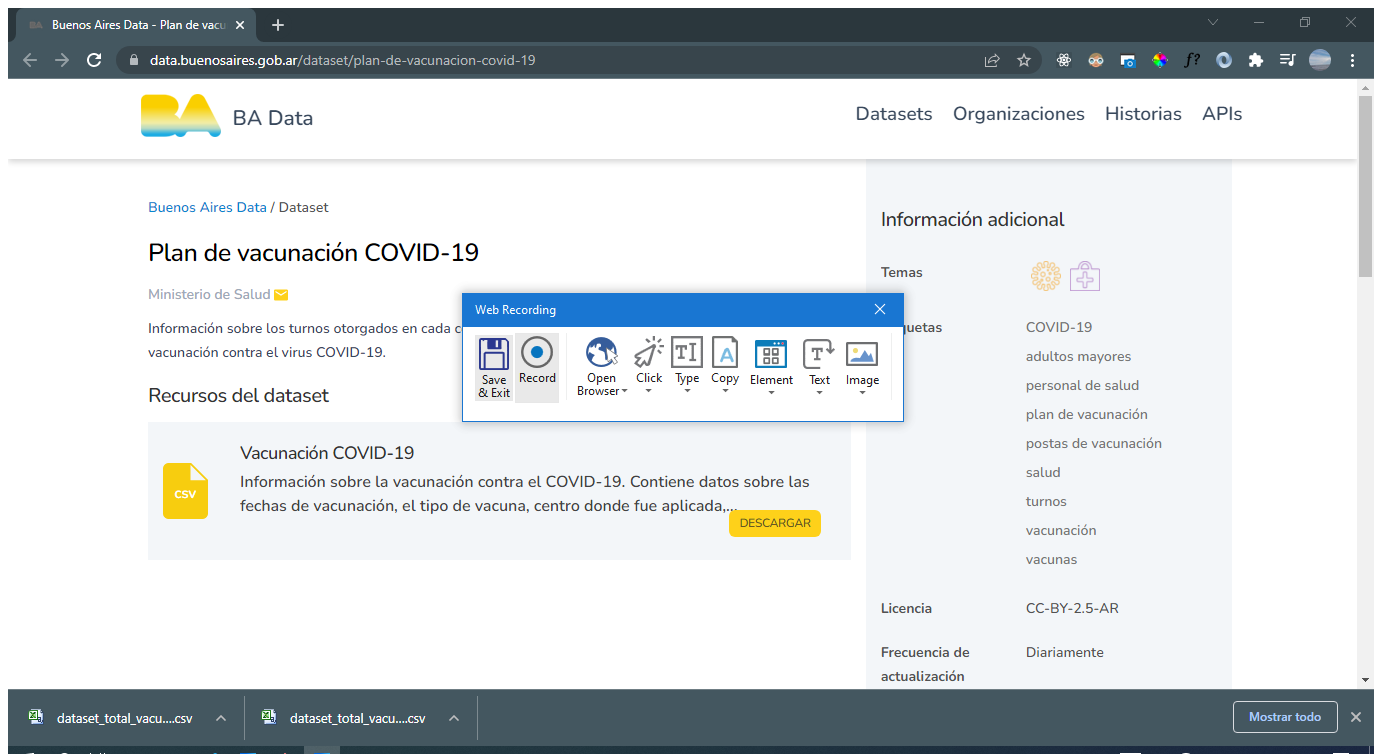 Buenos Aires Data - Plan de vacu
data.buenosaires.gob.ar/dataset/plan-de-vacunacion-covid-19
f?
BA BA Data
Datasets Organizaciones Historias APIs
Buenos Aires Data / Dataset
Plan de vacunación COVID-19
Ministerio de Salud
Información sobre los turnos otorgados en cada c
vacunación contra el virus COVID-19.
Recursos del dataset
CSV
Vacunación COVID-19
Información sobre la vacunación contra el COVID-19. Contiene datos sobre las
fechas de vacunación, el tipo de vacuna, centro donde fue aplicada,...
DESCARGAR
Web Recording
Save
& Exit
Record
Open
Browser
Click
Type
Copy
Element
Text
Image
Información adicional
Temas
quetas
COVID-19
adultos mayores
personal de salud
plan de vacunación
postas de vacunación
salud
turnos
vacunación
vacunas
Licencia
CC-BY-2.5-AR
Frecuencia de
actualización
Diariamente
dataset_total_vacu....csv
dataset_total_vacu....csv
Mostrar todo